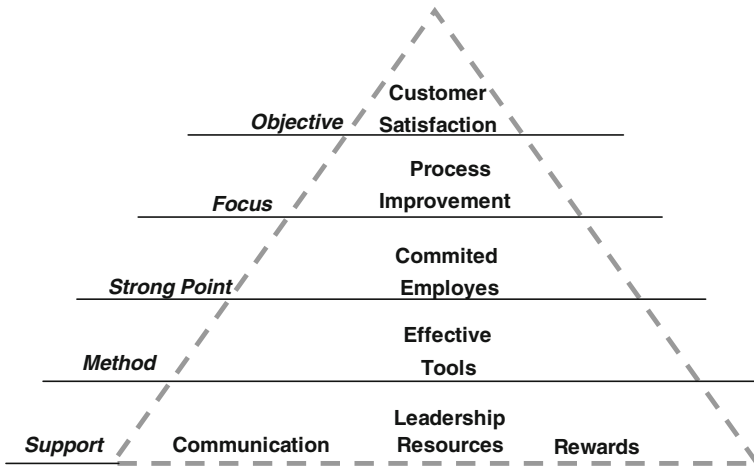 Customer
Objective Satisfaction
Process
Focus Improvement
Commited
Strong Point Employes
Effective
Method Tools
Leadership
Support Communication Resources Rewards